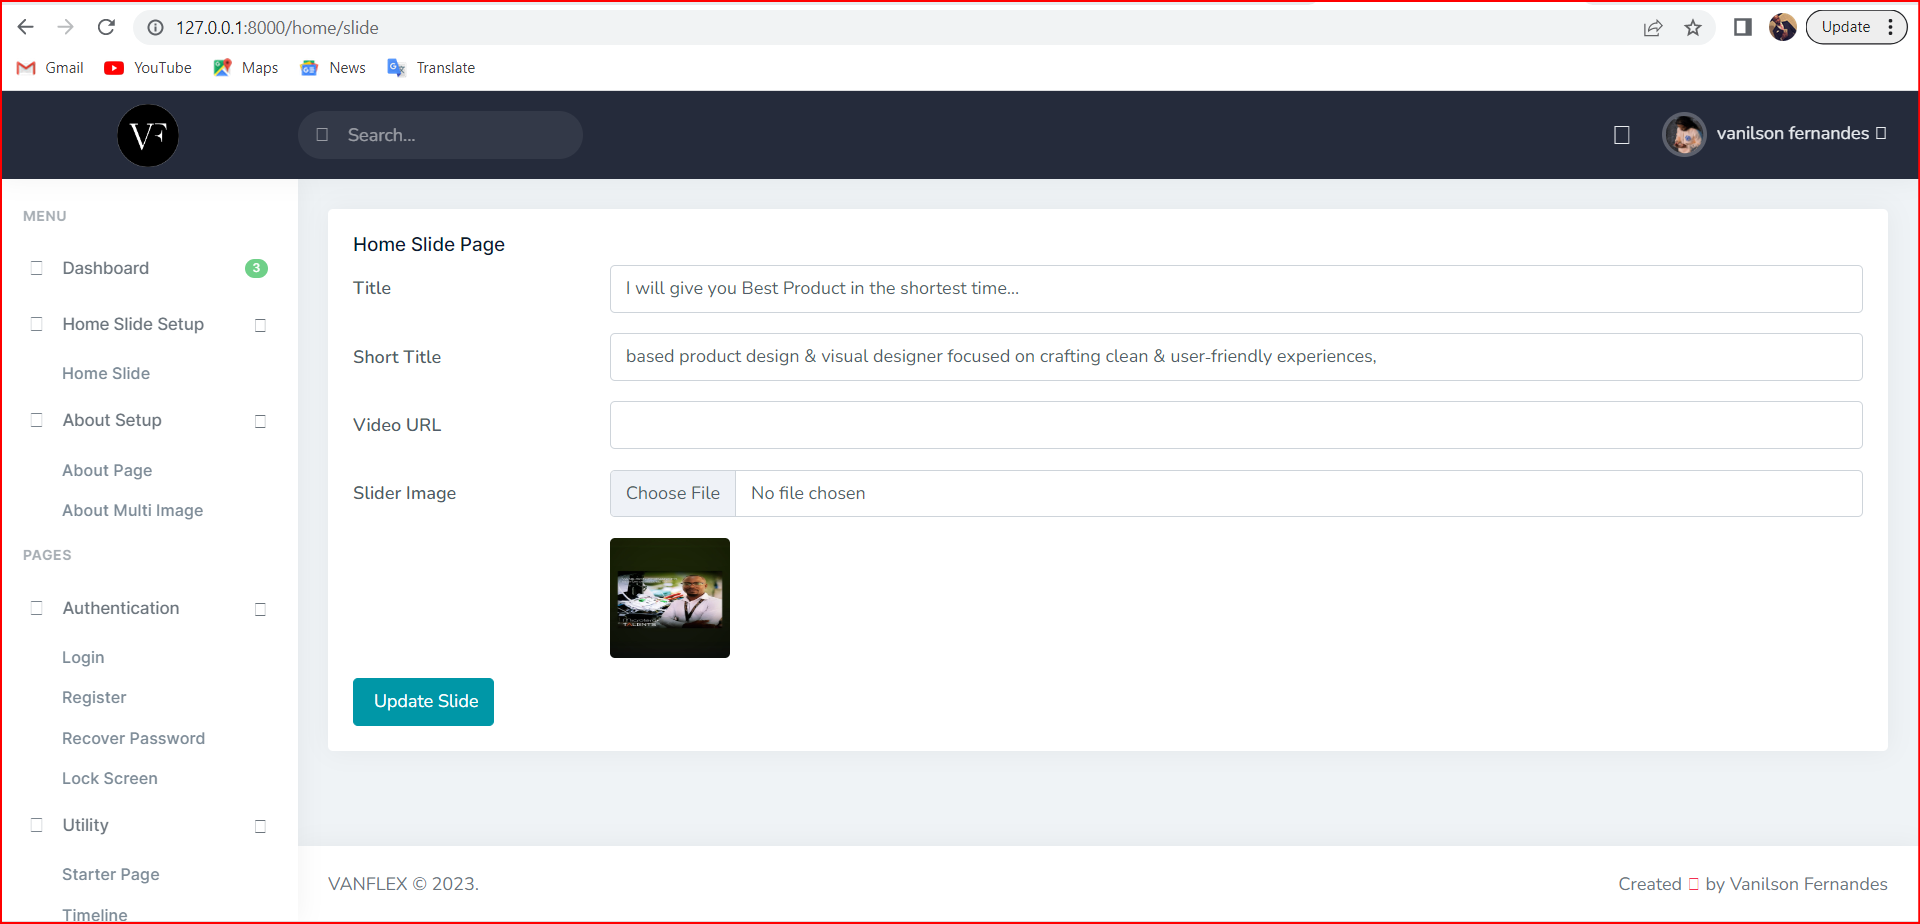 127.0.0.1:8000/home/slide
Update
Gmail YouTube Maps News Translate
VF
Search...
vanilson fernandes
MENU
Dashboard 3
Home Slide Setup
Home Slide
About Setup
About Page
About Multi Image
PAGES
Authentication
Login
Register
Recover Password
Lock Screen
Utility
Starter Page
Timeline
Home Slide Page
Title I will give you Best Product in the shortest time...
Short Title based product design & visual designer focused on crafting clean & user-friendly experiences,
Video URL
Slider Image Choose File No file chosen
TALENTS
Update Slide
VANFLEX © 2023.
Created by Vanilson Fernandes